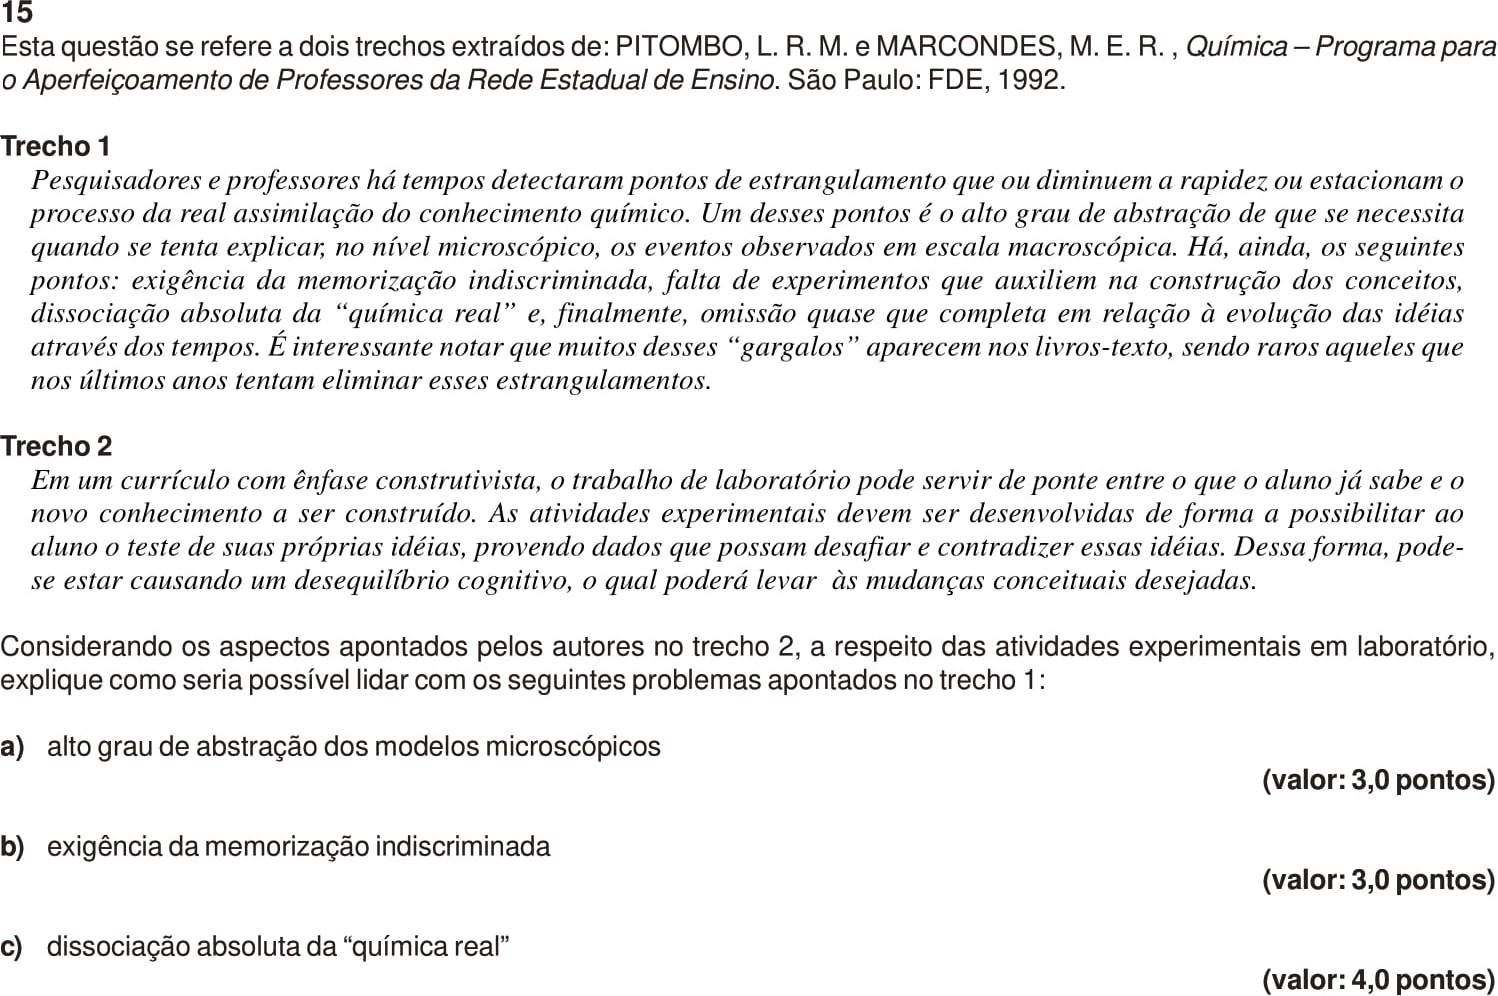 15
Esta questão se refere a dois trechos extraídos de: PITOMBO, L. R. M. e MARCONDES, M. E. R. , Química – Programa para
o Aperfeiçoamento de Professores da Rede Estadual de Ensino. São Paulo: FDE, 1992.
Trecho 1
Pesquisadores e professores há tempos detectaram pontos de estrangulamento que ou diminuem a rapidez ou estacionam o
processo da real assimilação do conhecimento químico. Um desses pontos é o alto grau de abstração de que se necessita
quando se tenta explicar, no nível microscópico, os eventos observados em escala macroscópica. Há, ainda, os seguintes
pontos: exigência da memorização indiscriminada, falta de experimentos que auxiliem na construção dos conceitos,
dissociação absoluta da “química real” e, finalmente, omissão quase que completa em relação à evolução das idéias
através dos tempos. É interessante notar que muitos desses “gargalos” aparecem nos livros-texto, sendo raros aqueles que
nos últimos anos tentam eliminar esses estrangulamentos.
Trecho 2
Em um currículo com ênfase construtivista, o trabalho de laboratório pode servir de ponte entre o que o aluno já sabe e o
novo conhecimento a ser construído. As atividades experimentais devem ser desenvolvidas de forma a possibilitar ao
aluno o teste de suas próprias idéias, provendo dados que possam desafiar e contradizer essas idéias. Dessa forma, pode-
se estar causando um desequilíbrio cognitivo, o qual poderá levar às mudanças conceituais desejadas.
Considerando os aspectos apontados pelos autores no trecho 2, a respeito das atividades experimentais em laboratório,
explique como seria possível lidar com os seguintes problemas apontados no trecho 1:
a) alto grau de abstração dos modelos microscópicos
(valor: 3,0 pontos)
b) exigência da memorização indiscriminada
(valor: 3,0 pontos)
c) dissociação absoluta da “química real”
(valor: 4,0 pontos)